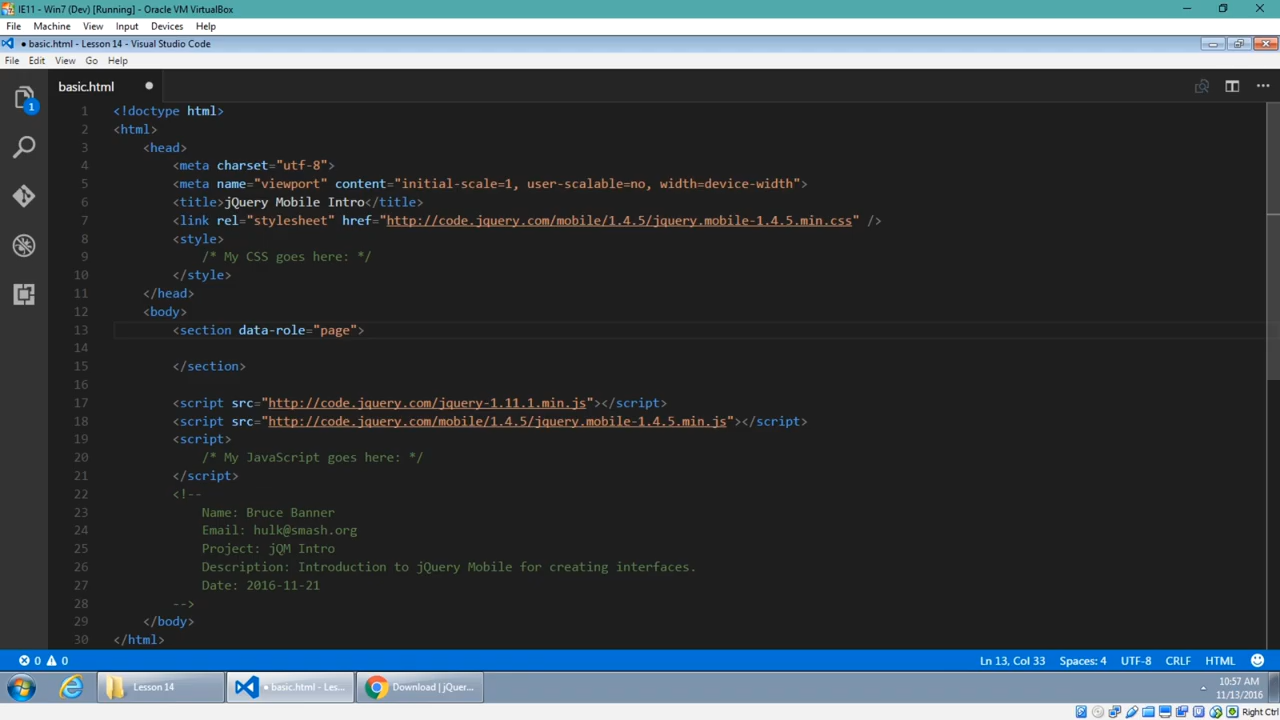 IE11 - Win7 (Dev) [Running] - Oracle VM VirtualBox
File Machine View Input Devices Help
● basic.html - Lesson 14 - Visual Studio Code
File Edit View Go Help
basic.html
1 <!doctype html>
2 <html>
3 <head>
4 <meta charset="utf-8">
5 <meta name="viewport" content="initial-scale=1, user-scalable=no, width=device-width">
6 <title>jQuery Mobile Intro</title>
7 <link rel="stylesheet" href="http://code.jquery.com/mobile/1.4.5/jquery.mobile-1.4.5.min.css" />
8 <style>
9 /* My CSS goes here: */
10 </style>
11 </head>
12 <body>
13 <section data-role="page">
14
15 </section>
16
17 <script src="http://code.jquery.com/jquery-1.11.1.min.js"></script>
18 <script src="http://code.jquery.com/mobile/1.4.5/jquery.mobile-1.4.5.min.js"></script>
19 <script>
20 /* My JavaScript goes here: */
21 </script>
22 <!--
23 Name: Bruce Banner
24 Email: hulk@smash.org
25 Project: jQM Intro
26 Description: Introduction to jQuery Mobile for creating interfaces.
27 Date: 2016-11-21
28 -->
29 </body>
30 </html>
1
0 0 Ln 13, Col 33 Spaces: 4 UTF-8 CRLF HTML
Lesson 14 ● basic.html - Les... Download | jQuer... 10:57 AM
11/13/2016
Right Ctrl